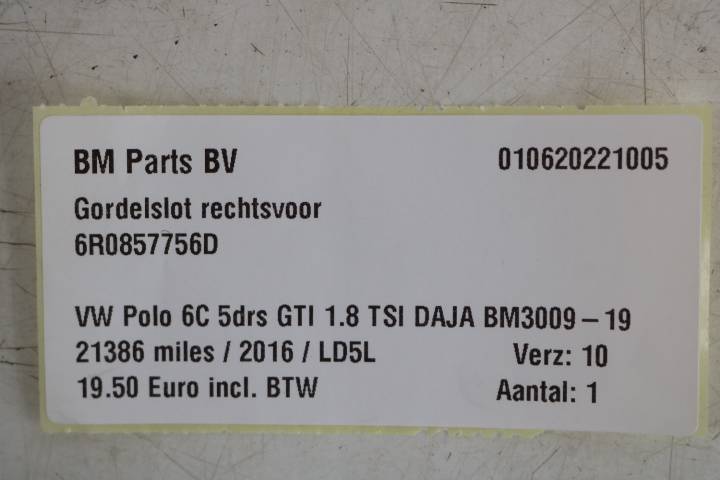 BM Parts BV 010620221005
Gordelslot rechtsvoor
6R0857756D
VW Polo 6C 5drs GTI 1.8 TSI DAJA BM3009-19
21386 miles / 2016 / LD5L Verz: 10
19.50 Euro incl. BTW Aantal: 1